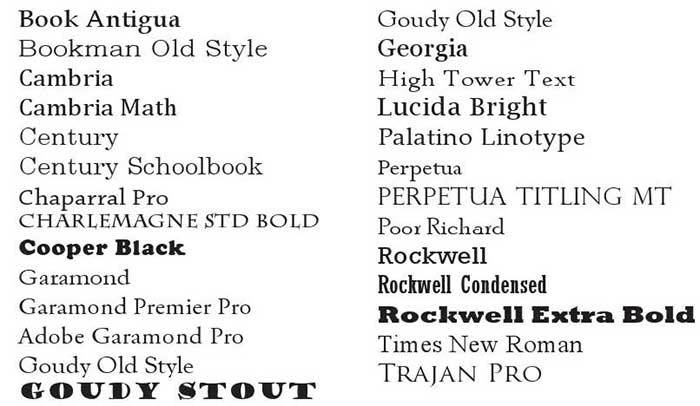 Book Antigua
Bookman Old Style
Cambria
Cambria Math
Century
Century Schoolbook
Chaparral Pro
CHARLEMAGNE STD BOLD
Cooper Black
Garamond
Garamond Premier Pro
Adobe Garamond Pro
Goudy Old Style
GOUDY STOUT
Goudy Old Style
Georgia
High Tower Text
Lucida Bright
Palatino Linotype
Perpetua
PERPETUA TITLING MT
Poor Richard
Rockwell
Rockwell Condensed
Rockwell Extra Bold
Times New Roman
TRAJAN PRO